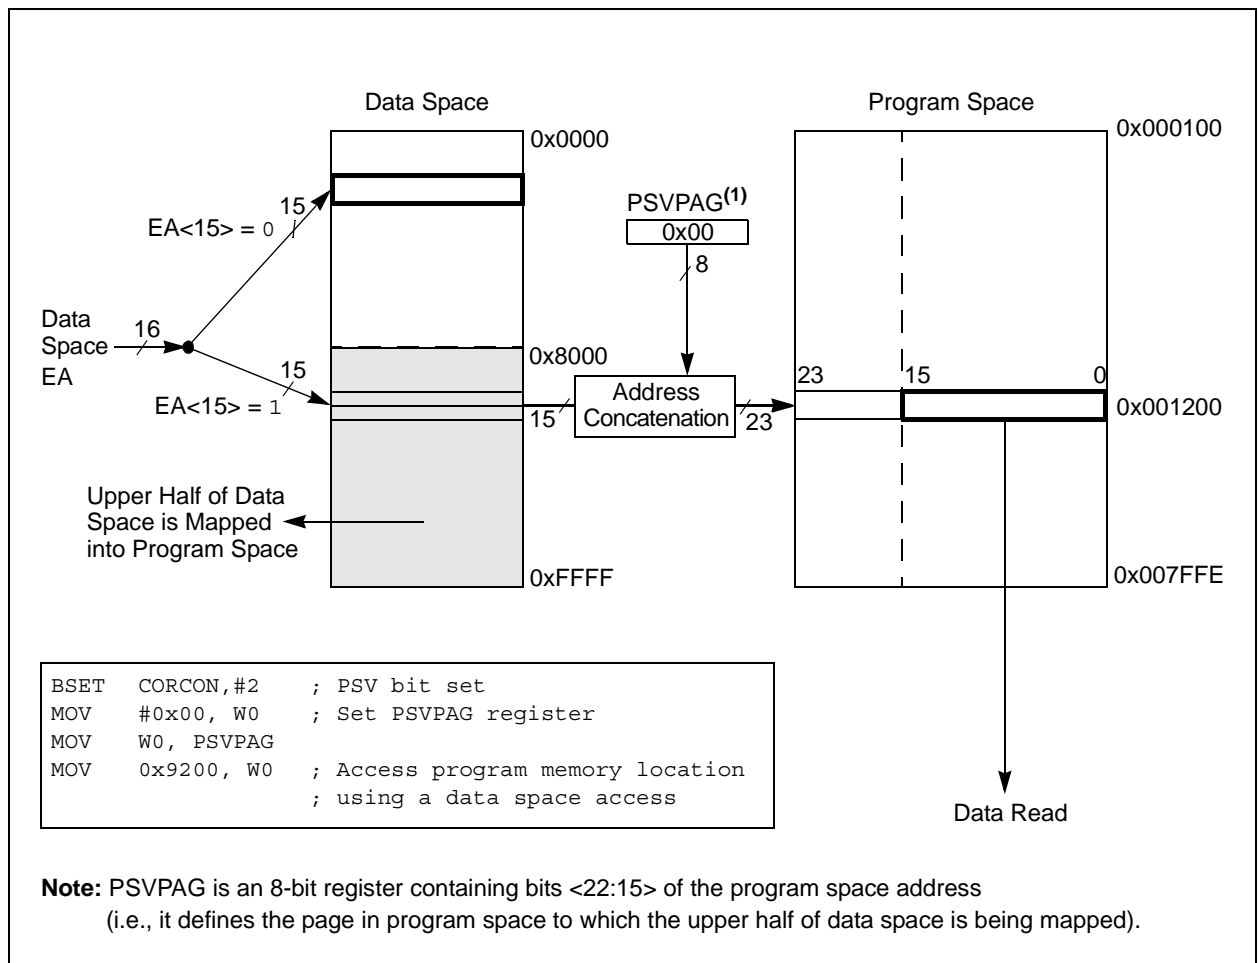 Data Space
Program Space
0x0000
0x000100
PSVPAG(1)
0x00
8
15
EA<15> = 0
Data
Space
EA
16
0x8000
15
EA<15> = 1
15
Address
Concatenation
23
23
15
0
0x001200
Upper Half of Data
Space is Mapped
into Program Space
0xFFFF
0x007FFE
BSET CORCON,#2 ; PSV bit set
MOV #0x00, W0 ; Set PSVPAG register
MOV W0, PSVPAG
MOV 0x9200, W0 ; Access program memory location
; using a data space access
Data Read
Note: PSVPAG is an 8-bit register containing bits <22:15> of the program space address
(i.e., it defines the page in program space to which the upper half of data space is being mapped).